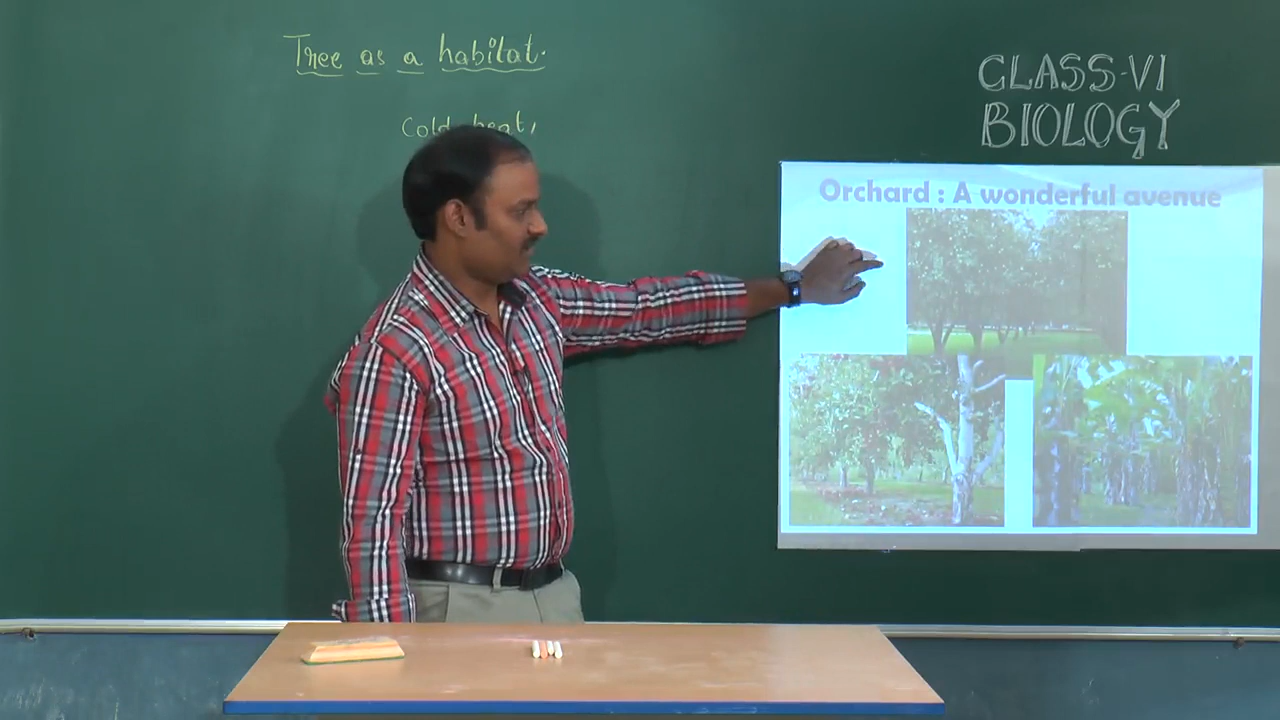 Tree as a habitat.
Cold heat,
CLASS-VI
BIOLOGY
Orchard : A wonderful avenue